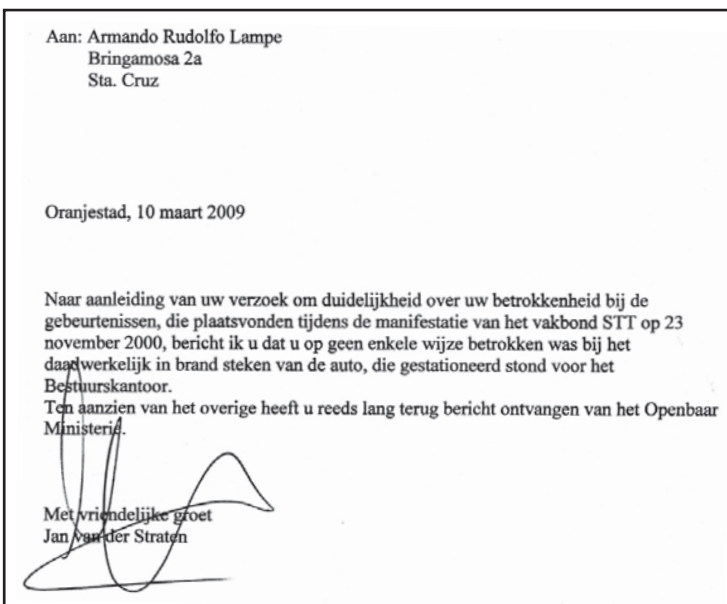 Aan: Armando Rudolfo Lampe
Bringamosa 2a
Sta. Cruz
Oranjestad, 10 maart 2009
Naar aanleiding van uw verzoek om duidelijkheid over uw betrokkenheid bij de
gebeurtenissen, die plaatsvonden tijdens de manifestatie van het vakbond STT op 23
november 2000, bericht ik u dat u op geen enkele wijze betrokken was bij het
daadwerkelijk in brand steken van de auto, die gestationeerd stond voor het
Bestuurskantoor.
Ten aanzien van het overige heeft u reeds lang terug bericht ontvangen van het Openbaar
Ministerie.
Met vriendelijke groet
Jan van der Straten